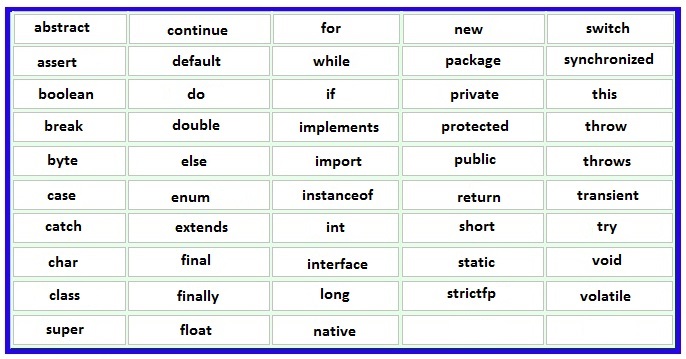 abstract continue for new switch
assert default while package synchronized
boolean do if private this
break double implements protected throw
byte else import public throws
case enum instanceof return transient
catch extends int short try
char final interface static void
class finally long strictfp volatile
super float native